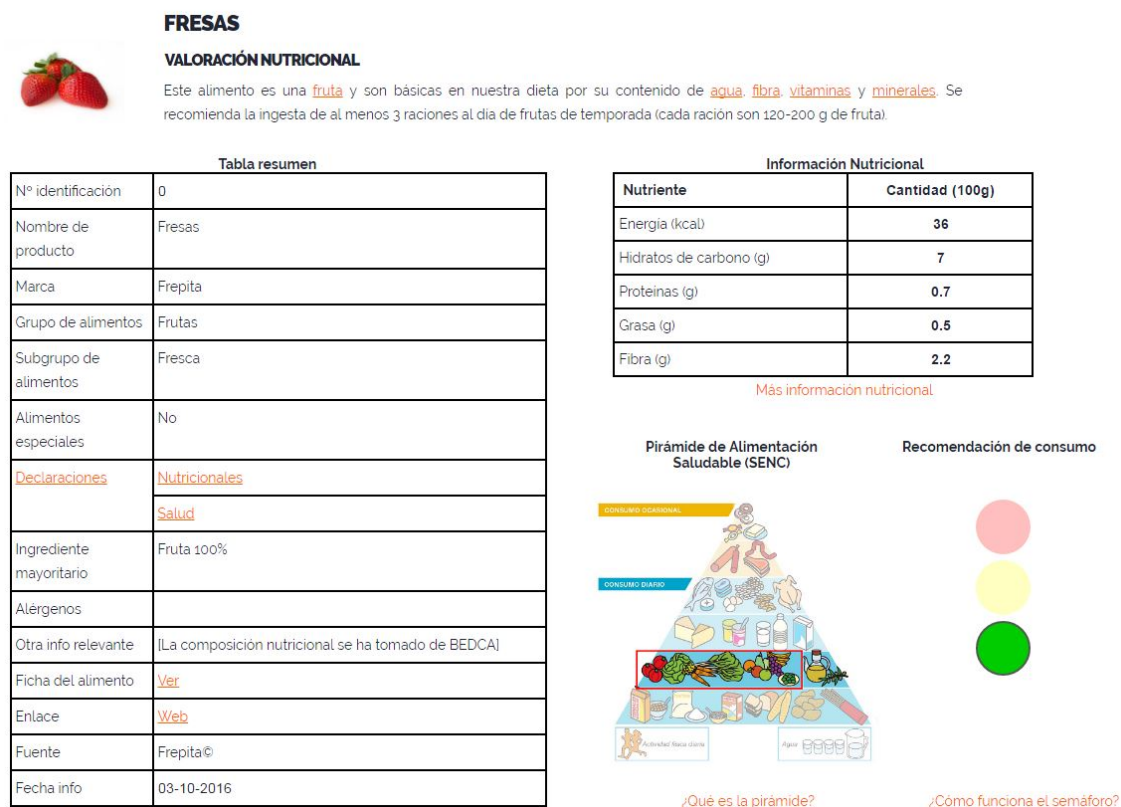 FRESAS
VALORACIÓN NUTRICIONAL
Este alimento es una fruta y son básicas en nuestra dieta por su contenido de agua, fibra, vitaminas y minerales. Se
recomienda la ingesta de al menos 3 raciones al día de frutas de temporada (cada ración son 120-200 g de fruta).
Tabla resumen
Nº identificación 0
Nombre de producto Fresas
Marca Frepita
Grupo de alimentos Frutas
Subgrupo de alimentos Fresca
Alimentos especiales No
Declaraciones Nutricionales
Salud
Ingrediente mayoritario Fruta 100%
Alérgenos
Otra info relevante [La composición nutricional se ha tomado de BEDCA]
Ficha del alimento Ver
Enlace Web
Fuente Frepita©
Fecha info 03-10-2016
Información Nutricional
Nutriente Cantidad (100g)
Energía (kcal) 36
Hidratos de carbono (g) 7
Proteinas (g) 0.7
Grasa (g) 0.5
Fibra (g) 2.2
Más información nutricional
Pirámide de Alimentación
Saludable (SENC)
CONSUMO OCASIONAL
CONSUMO DIARIO
Actividad física diaria
Agua
¿Qué es la pirámide?
Recomendación de consumo
¿Cómo funciona el semáforo?